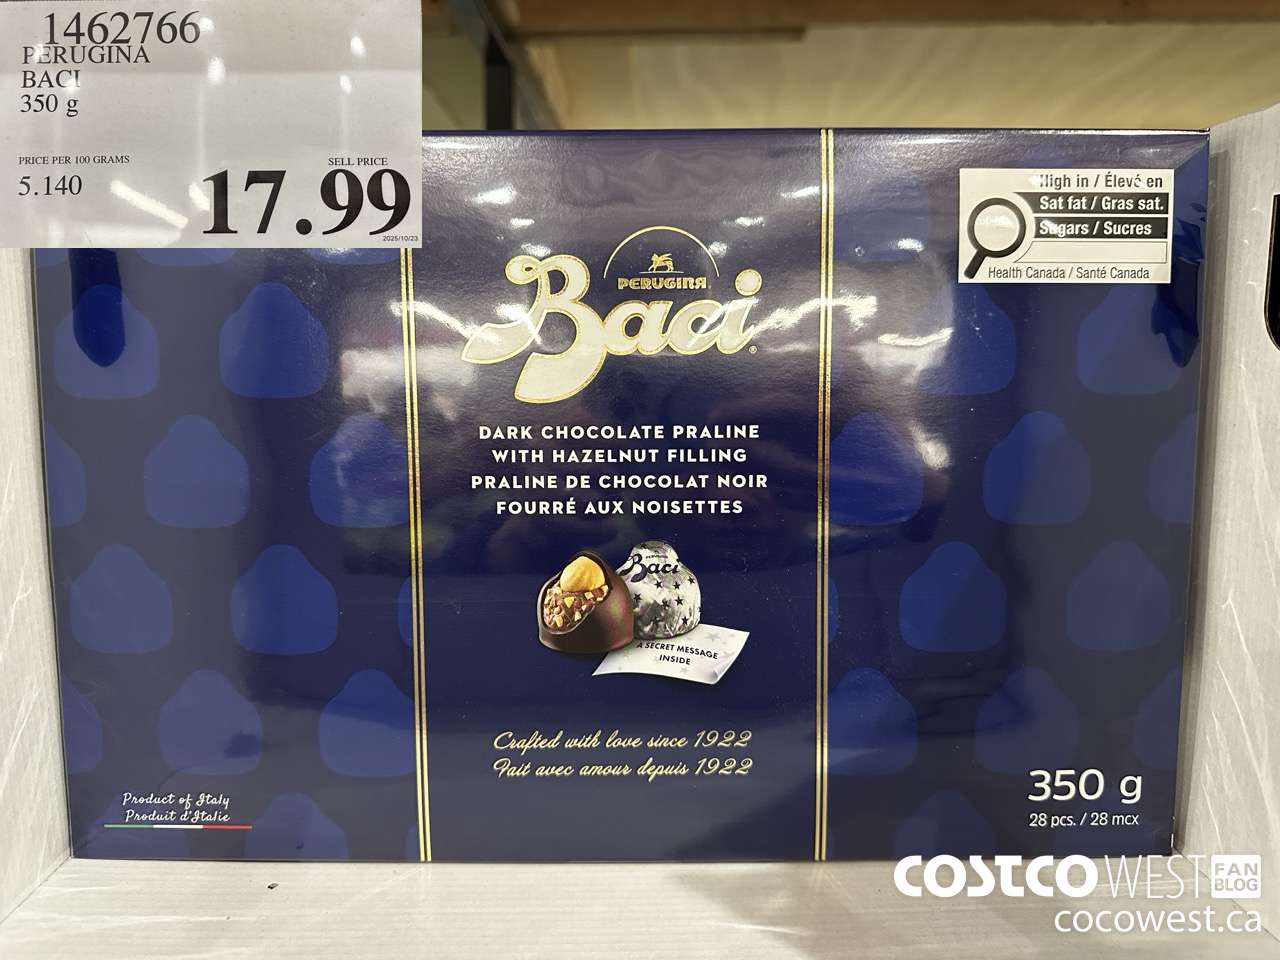 1462766
PERUGINA
BACI
350 g
PRICE PER 100 GRAMS
5.140
SELL PRICE
17.99
2025/10/23
High in / Élevé en
Sat fat / Gras sat.
Sugars / Sucres
Health Canada / Santé Canada
PERUGINA
Baci
DARK CHOCOLATE PRALINE
WITH HAZELNUT FILLING
PRALINE DE CHOCOLAT NOIR
FOURRÉ AUX NOISETTES
PERUGINA
Baci
A SECRET MESSAGE
INSIDE
Crafted with love since 1922
Fait avec amour depuis 1922
Product of Italy
Produit d'Italie
350 g
28 pcs. / 28 mcx
COSTCO WEST FAN BLOG
cocowest.ca